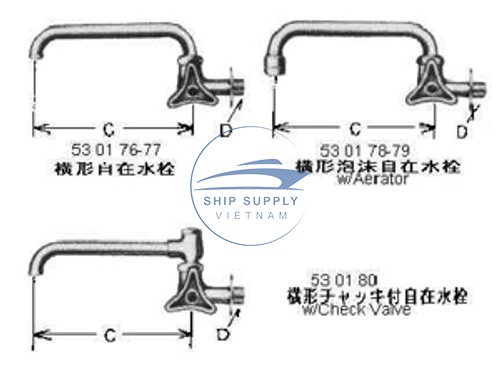 C
D
C
D
53 01 76-77
横形自在水栓
53 01 78-79
横形泡沫自在水栓
w/Aerator
SHIP SUPPLY
VIETNAM
C
D
53 01 80
横形チャッキ付自在水栓
w/Check Valve